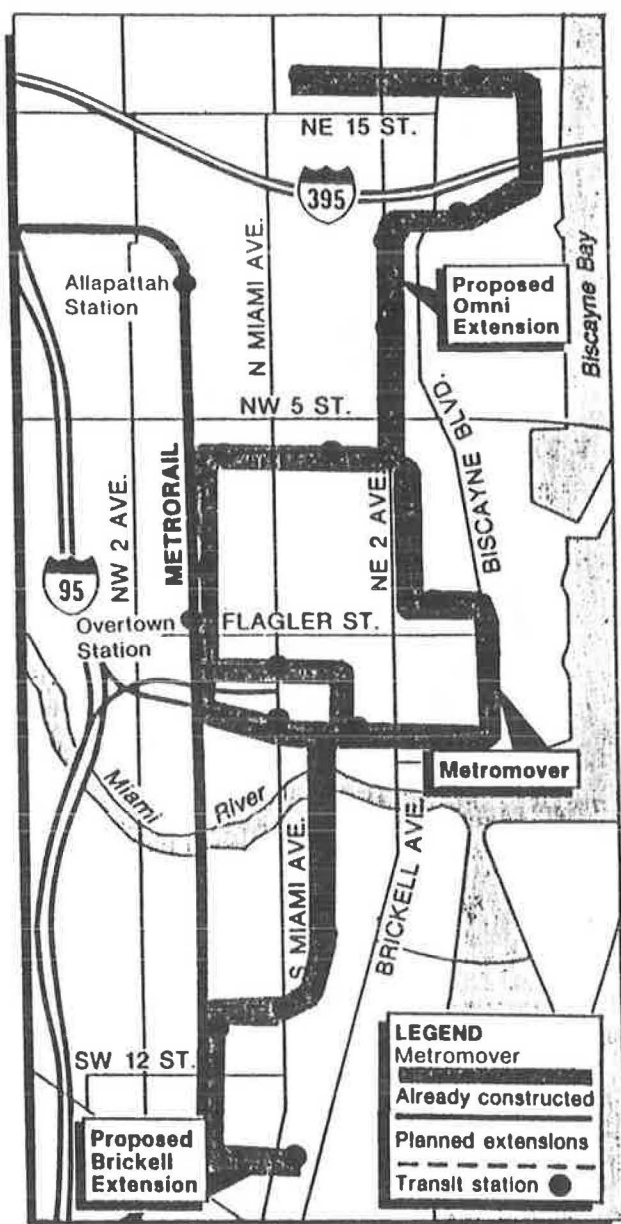 NE 15 ST.
395
Allapattah
Station
N MIAMI AVE.
Proposed
Omni
Extension
Biscayne Bay
NW 5 ST.
BISCAYNE BLVD.
METRORAIL
NW 2 AVE.
NE 2 AVE.
95
Overtown
Station
FLAGLER ST.
Metromover
Miami
River
S MIAMI AVE.
BRICKELL AVE.
SW 12 ST.
Proposed
Brickell
Extension
LEGEND
Metromover
Already constructed
Planned extensions
Transit station